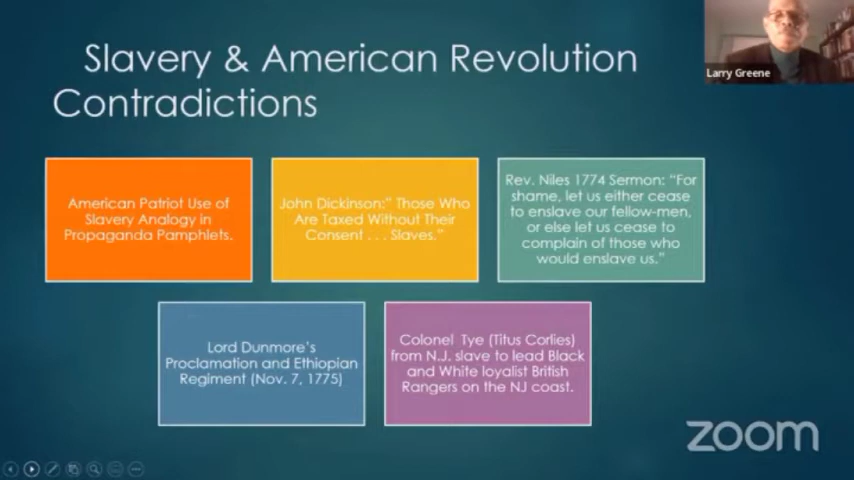 Slavery & American Revolution
Contradictions
Larry Greene
American Patriot Use of
Slavery Analogy in
Propaganda Pamphlets.
John Dickinson:” Those Who
Are Taxed Without Their
Consent . . . Slaves.”
Rev. Niles 1774 Sermon: “For
shame, let us either cease
to enslave our fellow-men,
or else let us cease to
complain of those who
would enslave us.”
Lord Dunmore’s
Proclamation and Ethiopian
Regiment (Nov. 7, 1775)
Colonel Tye (Titus Corlies)
from N.J. slave to lead Black
and White loyalist British
Rangers on the NJ coast.
zoom